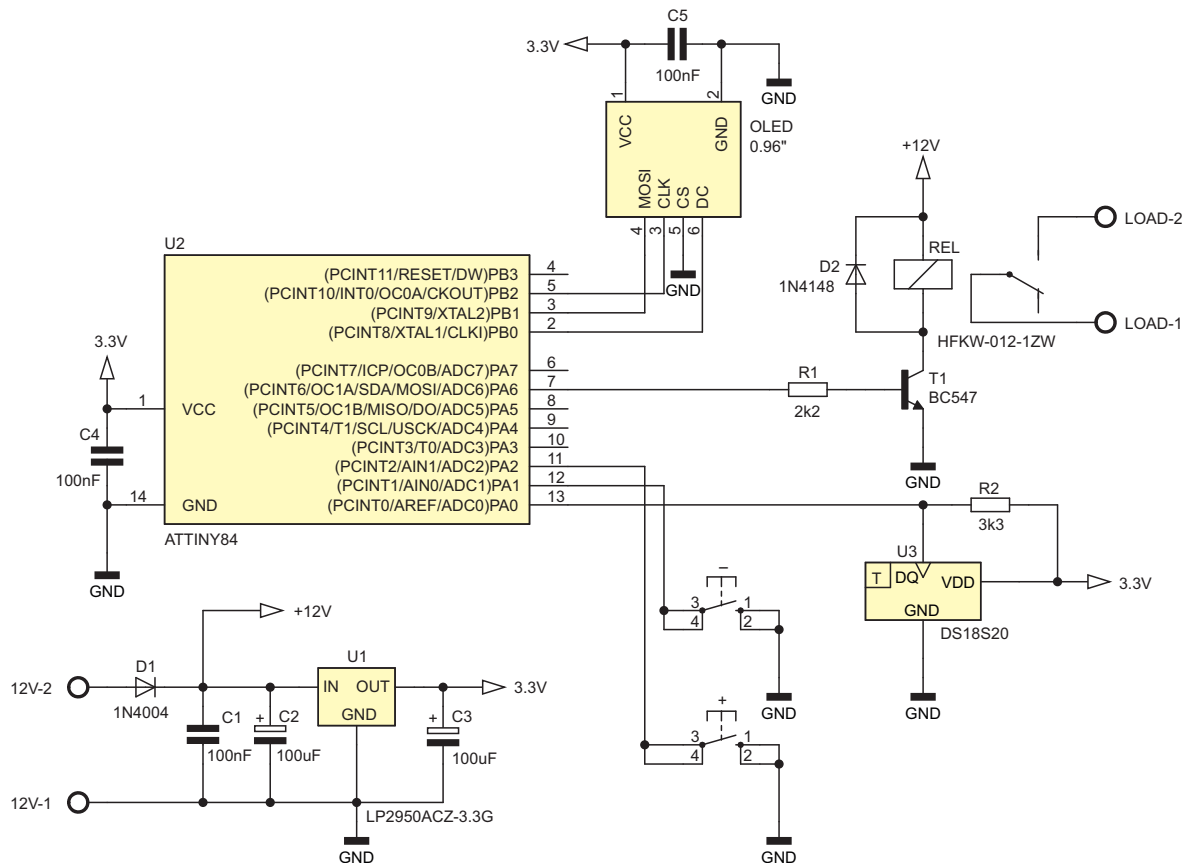 C5
3.3V
100nF
GND
1
2
VCC
GND
OLED
0.96"
MOSI
CLK
CS
DC
4
3
5
6
GND
+12V
LOAD-2
REL
D2
1N4148
LOAD-1
HFKW-012-1ZW
T1
BC547
R1
2k2
GND
U2
(PCINT11/RESET/DW)PB3 4
(PCINT10/INT0/OC0A/CKOUT)PB2 5
(PCINT9/XTAL2)PB1 3
(PCINT8/XTAL1/CLKI)PB0 2
(PCINT7/ICP/OC0B/ADC7)PA7 6
(PCINT6/OC1A/SDA/MOSI/ADC6)PA6 7
(PCINT5/OC1B/MISO/DO/ADC5)PA5 8
(PCINT4/T1/SCL/USCK/ADC4)PA4 9
(PCINT3/T0/ADC3)PA3 10
(PCINT2/AIN1/ADC2)PA2 11
(PCINT1/AIN0/ADC1)PA1 12
(PCINT0/AREF/ADC0)PA0 13
3.3V
1 VCC
C4
100nF
14 GND
ATTINY84
GND
R2
3k3
U3
T DQ VDD
GND
3.3V
DS18S20
GND
–
3 1
4 2
GND
+
3 1
4 2
GND
+12V
12V-2
D1
1N4004
U1
IN OUT
GND
3.3V
C1
100nF
+ C2
100uF
+ C3
100uF
12V-1
LP2950ACZ-3.3G
GND